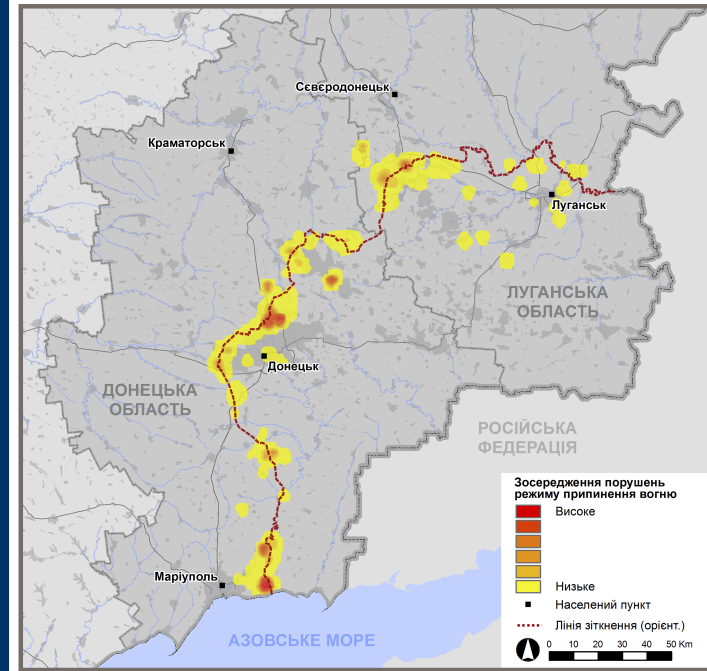 Сєвєродонецьк
Краматорськ
Луганськ
ЛУГАНСЬКА
ОБЛАСТЬ
Донецьк
ДОНЕЦЬКА
ОБЛАСТЬ
РОСІЙСЬКА
ФЕДЕРАЦІЯ
Маріуполь
АЗОВСЬКЕ МОРЕ
Зосередження порушень
режиму припинення вогню
Високе
Низьке
Населений пункт
Лінія зіткнення (орієнт.)
0 10 20 30 40 50 Km